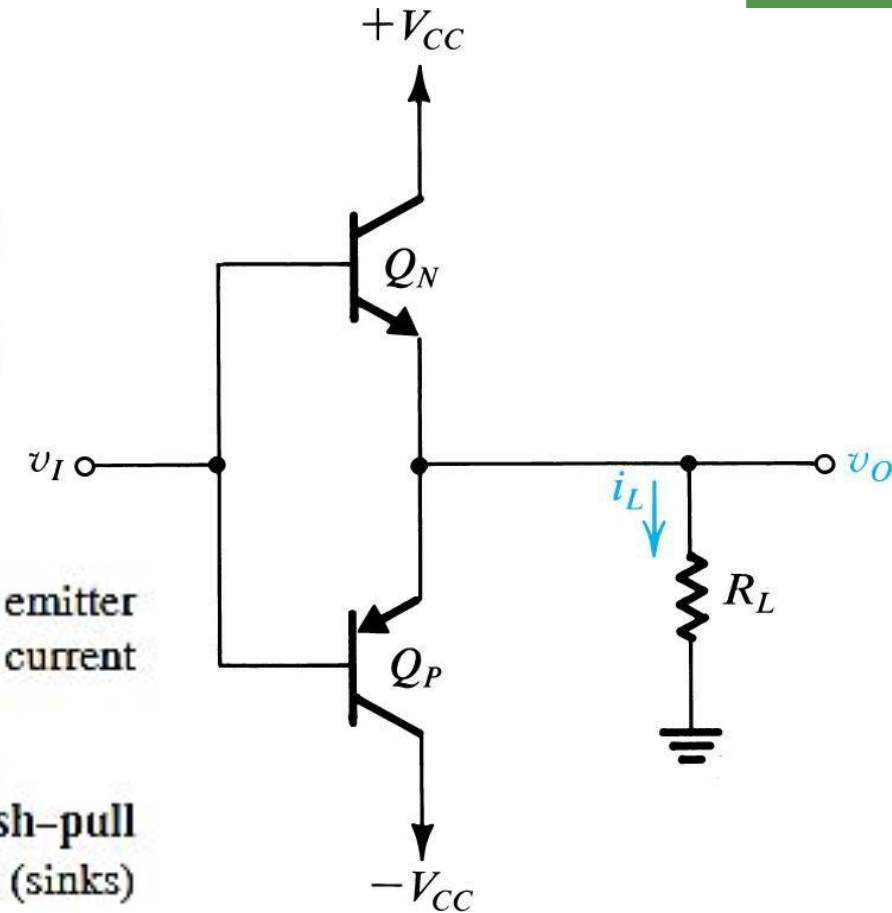 +V_CC
Q_N
v_I
v_O
i_L
R_L
emitter
current
Q_P
sh–pull
(sinks)
−V_CC